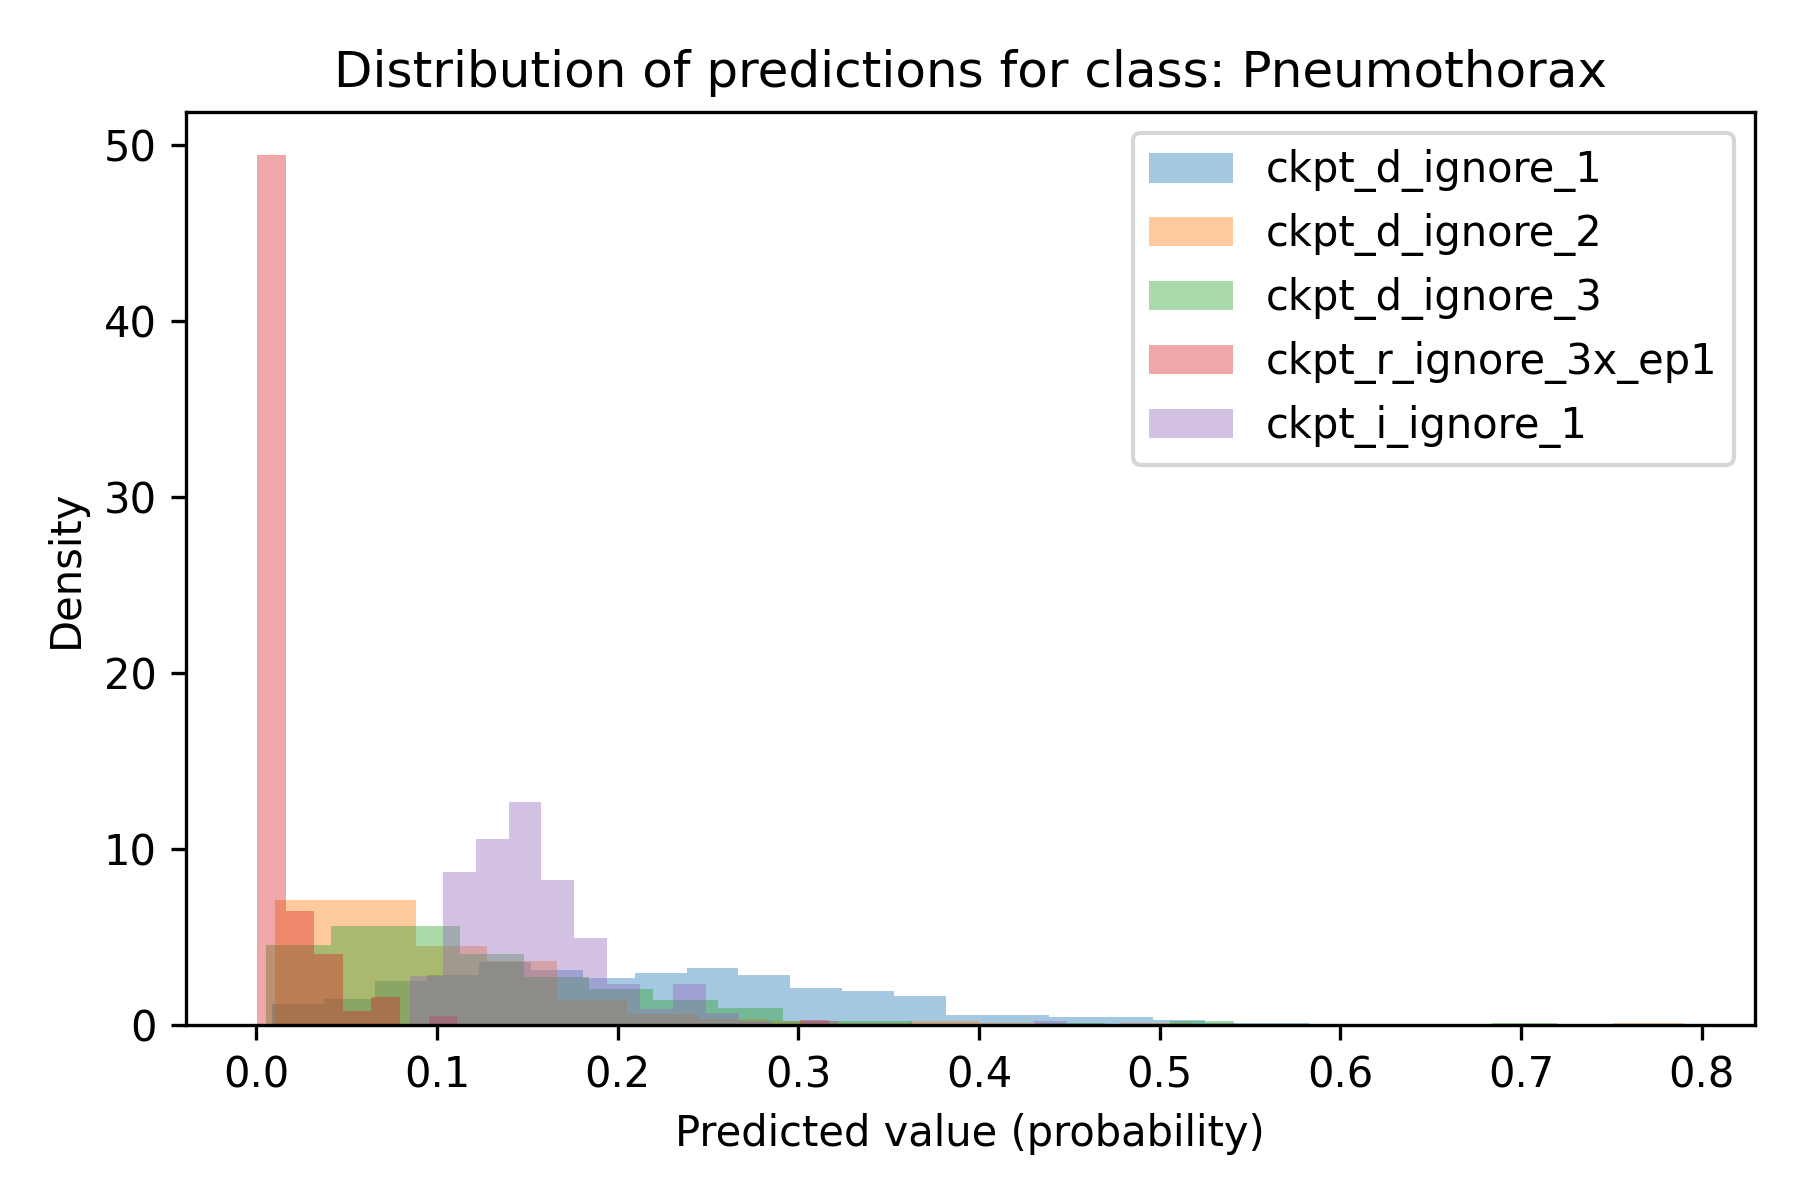 Distribution of predictions for class: Pneumothorax
50
40
30
20
10
0
Density
ckpt_d_ignore_1
ckpt_d_ignore_2
ckpt_d_ignore_3
ckpt_r_ignore_3x_ep1
ckpt_i_ignore_1
0.0 0.1 0.2 0.3 0.4 0.5 0.6 0.7 0.8
Predicted value (probability)